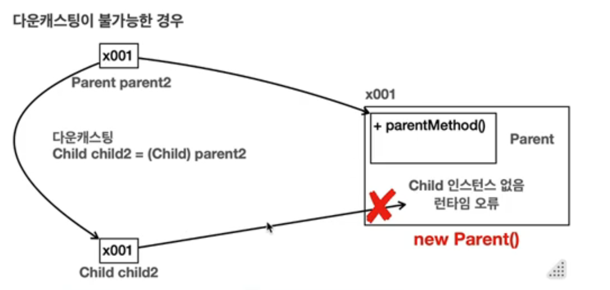 다운캐스팅이 불가능한 경우
x001
Parent parent2
x001
+ parentMethod()
Parent
다운캐스팅
Child child2 = (Child) parent2
Child 인스턴스 없음
런타임 오류
new Parent()
x001
Child child2